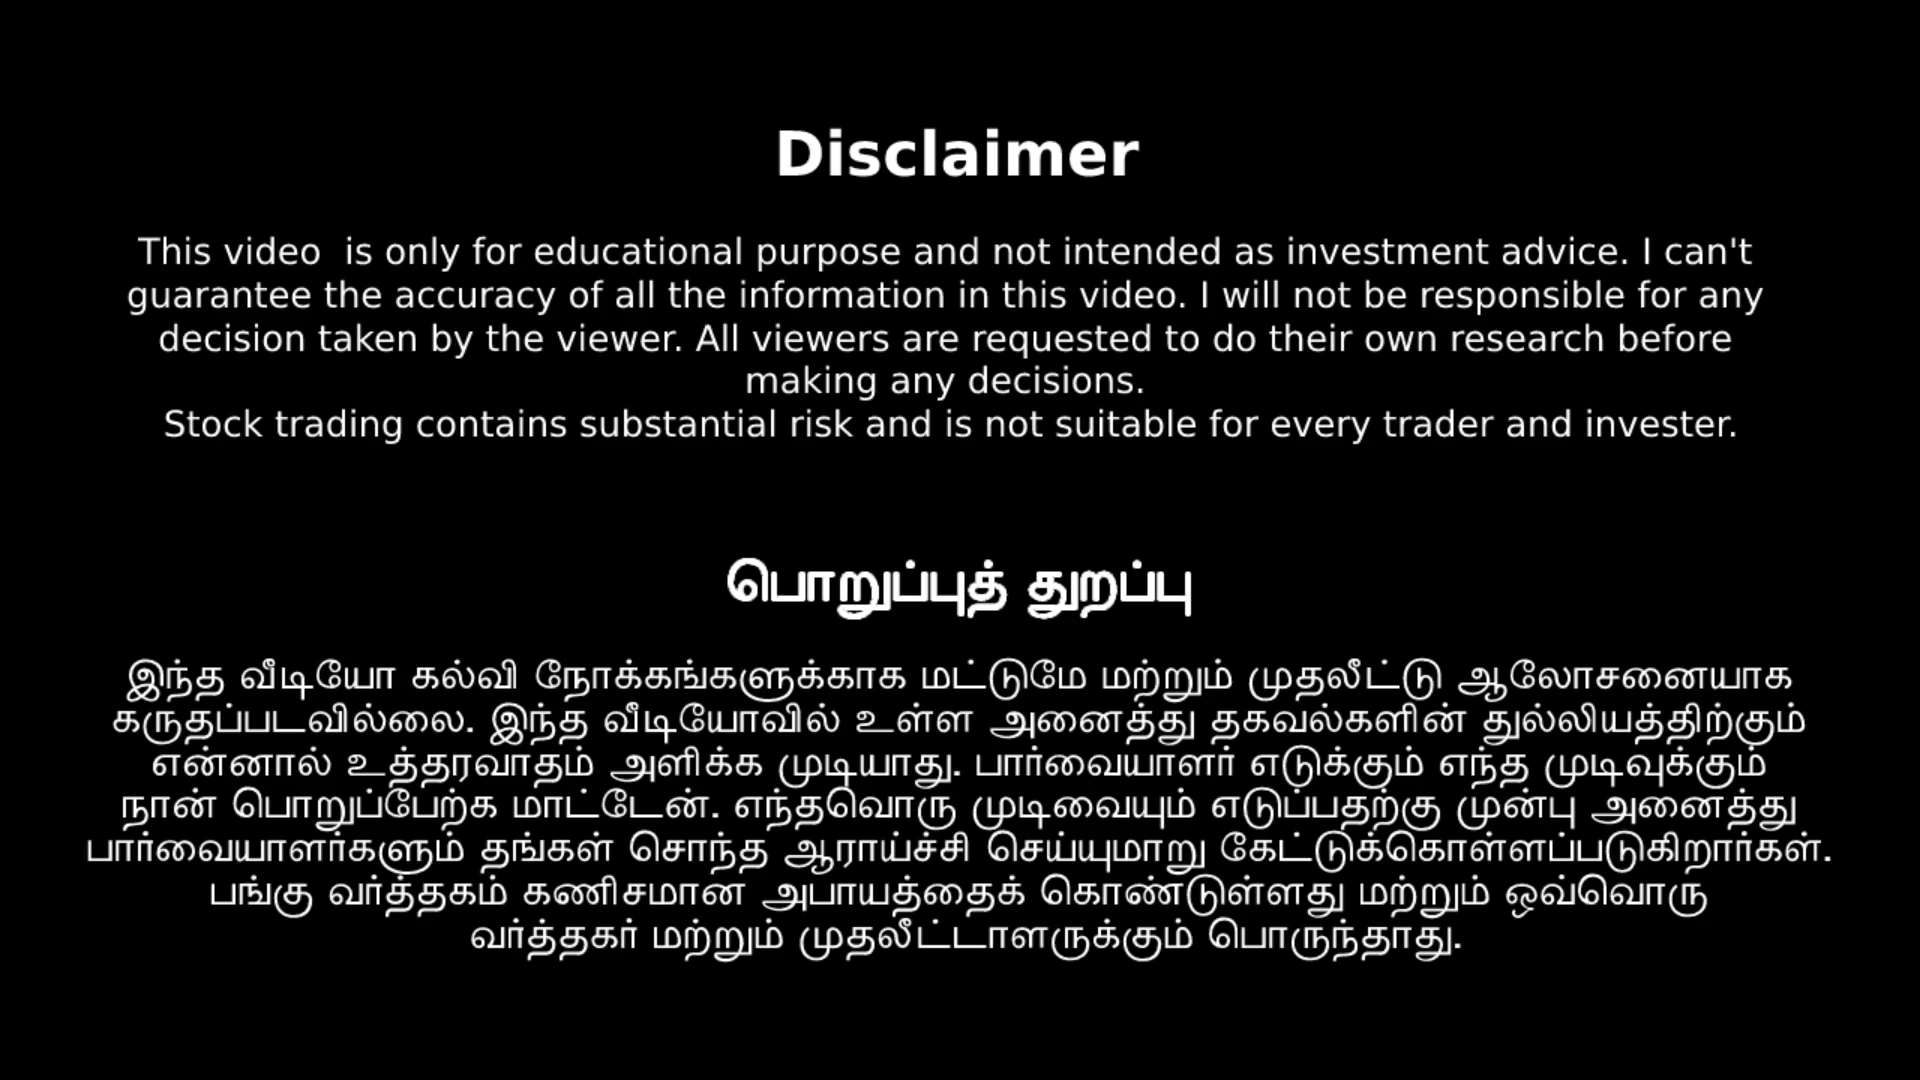 Disclaimer
This video  is only for educational purpose and not intended as investment advice. I can't
guarantee the accuracy of all the information in this video. I will not be responsible for any
decision taken by the viewer. All viewers are requested to do their own research before
making any decisions.
Stock trading contains substantial risk and is not suitable for every trader and invester.
பொறுப்புத் துறப்பு
இந்த வீடியோ கல்வி நோக்கங்களுக்காக மட்டுமே மற்றும் முதலீட்டு ஆலோசனையாக
கருதப்படவில்லை. இந்த வீடியோவில் உள்ள அனைத்து தகவல்களின் துல்லியத்திற்கும்
என்னால் உத்தரவாதம் அளிக்க முடியாது. பார்வையாளர் எடுக்கும் எந்த முடிவுக்கும்
நான் பொறுப்பேற்க மாட்டேன். எந்தவொரு முடிவையும் எடுப்பதற்கு முன்பு அனைத்து
பார்வையாளர்களும் தங்கள் சொந்த ஆராய்ச்சி செய்யுமாறு கேட்டுக்கொள்ளப்படுகிறார்கள்.
பங்கு வர்த்தகம் கணிசமான அபாயத்தைக் கொண்டுள்ளது மற்றும் ஒவ்வொரு
வர்த்தகர் மற்றும் முதலீட்டாளருக்கும் பொருந்தாது.